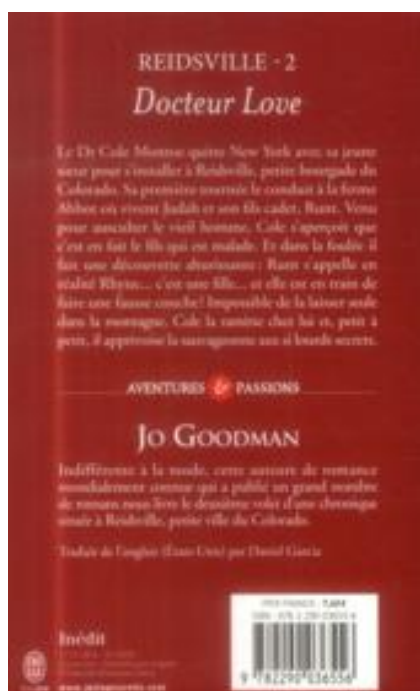 REIDSVILLE - 2
Docteur Love
Le Dr Cole Monroe quitte New York avec sa jeune
sœur pour s'installer à Reidsville, petite bourgade du
Colorado. Sa première tournée le conduit à la ferme
Abbot où vivent Judah et son fils cadet, Runt. Venu
pour ausculter le vieil homme, Cole s'aperçoit que
c'est en fait le fils qui est malade. Et dans la foulée il
fait une découverte ahurissante : Runt s'appelle en
réalité Rhyne... c'est une fille... et elle est en train de
faire une fausse couche ! Impossible de la laisser seule
dans la montagne. Cole la ramène chez lui et, petit à
petit, il apprivoise la sauvageonne aux si lourds secrets.
AVENTURES & PASSIONS
JO GOODMAN
Indifférente à la mode, cette auteure de romance
mondialement connue qui a publié un grand nombre
de romans nous livre le deuxième volet d'une chronique
située à Reidsville, petite ville du Colorado.
Traduit de l'anglais (États-Unis) par Daniel Garcia
Inédit
9 782290 036556